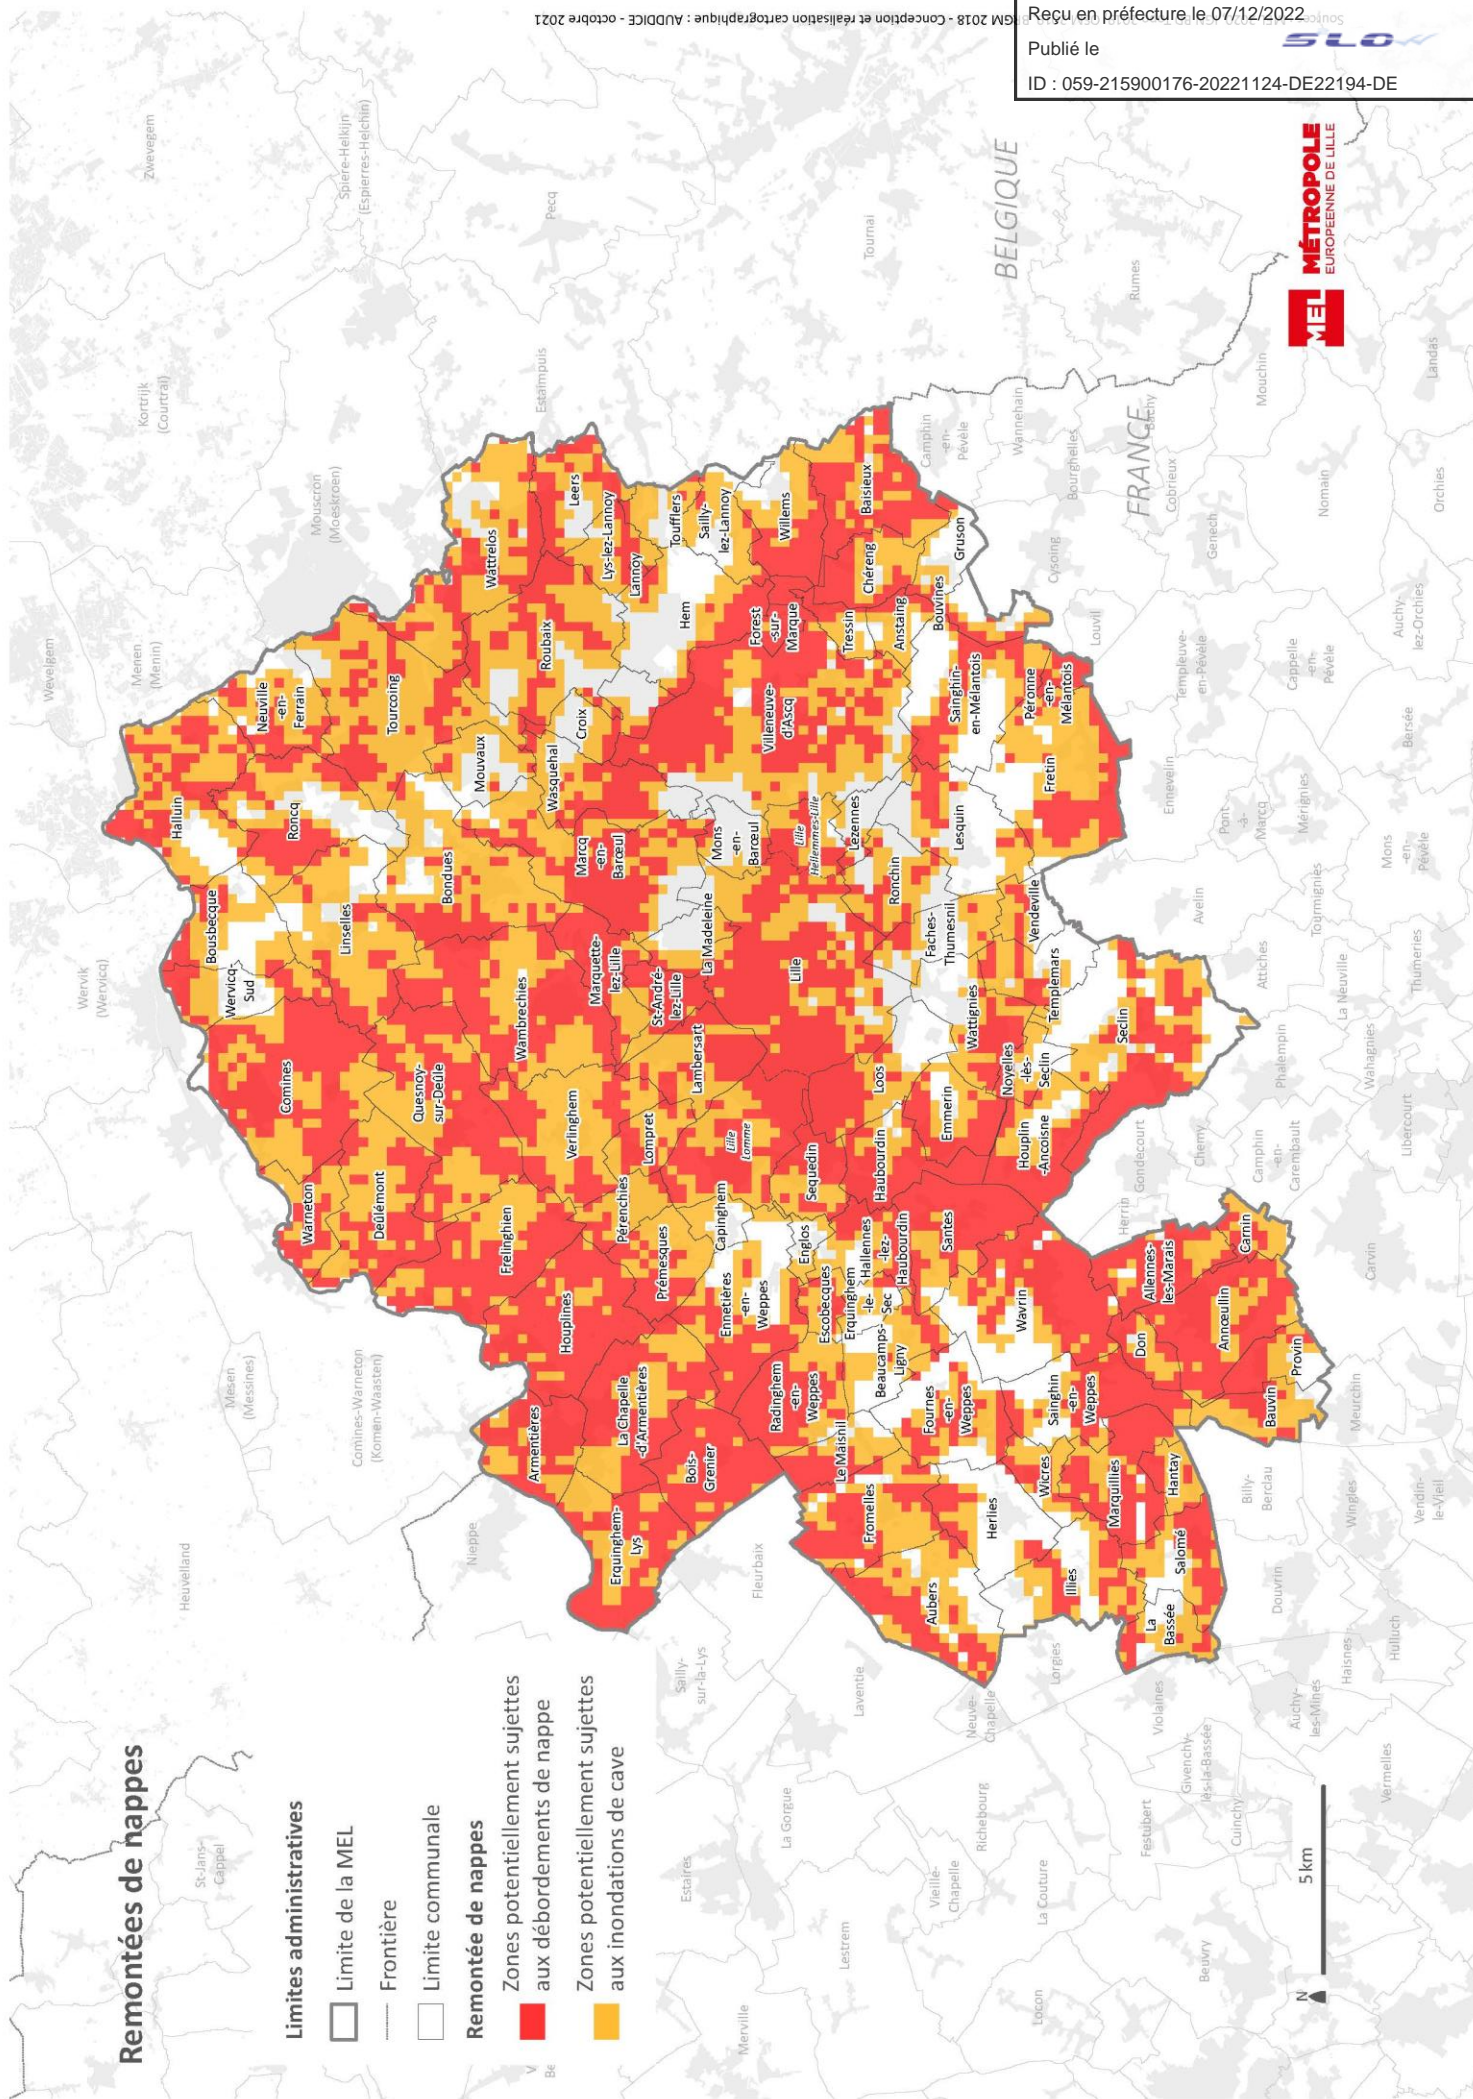 Reçu en préfecture le 07/12/2022
Publié le
SLO
ID : 059-215900176-20221124-DE22194-DE
Remontées de nappes
Limites administratives
Limite de la MEL
Frontière
Limite communale
Remontée de nappes
Zones potentiellement sujettes
aux débordements de nappe
Zones potentiellement sujettes
aux inondations de cave
N
5 km
MEL
MÉTROPOLE
EUROPEENNE DE LILLE
BELGIQUE
FRANCE
Zwevegem
Spiere-Helkijn
(Espierres-Helchin)
Pecq
Tournai
Rumes
Kortrijk
(Courtrai)
Estaimpuis
Mouscron
(Moeskroen)
Wevelgem
Menen
(Menin)
Wervik
(Wervicq)
Mesen
(Messines)
Comines-Warneton
(Komen-Waasten)
Heuvelland
Nieppe
St-Jans-
Cappel
Fleurbaix
Sailly-
sur-la-Lys
Laventie
Neuve-
Chapelle
Lorgies
Violaines
Givenchy-
lès-la-Bassée
Cuinchy
Festubert
Richebourg
La Gorgue
Estaires
Vieille-
Chapelle
La Couture
Lestrem
Merville
Locon
Beuvry
Vermelles
Auchy-
les-Mines
Haisnes
Hulluch
Douvrin
Billy-
Berclau
Wingles
Vendin-
le-Vieil
Meurchin
Carvin
Libercourt
Camphin
-en-
Carembault
Chemy
Gondecourt
Herrin
Phalempin
Wahagnies
La Neuville
Thumeries
Attiches
Tourmignies
Avelin
Mons
-en-
Pévèle
Mérignies
Pont
-à-
Marcq
Ennevelin
Bersée
Cappelle
-en-
Pévèle
Templeuve-
en-Pévèle
Auchy-
lez-Orchies
Louvil
Cysoing
Genech
Nomain
Orchies
Cobrieux
Bourghelles
Bachy
Wannehain
Camphin
-en-
Pévèle
Mouchin
Landas
Wattrelos
Leers
Lys-lez-Lannoy
Lannoy
Toufflers
Sailly-
lez-Lannoy
Willems
Baisieux
Chéreng
Gruson
Bouvines
Anstaing
Tressin
Forest
-sur-
Marque
Hem
Roubaix
Croix
Wasquehal
Mouvaux
Tourcoing
Neuville
-en-
Ferrain
Halluin
Roncq
Bondues
Linselles
Bousbecque
Wervicq-
Sud
Comines
Quesnoy-
sur-Deûle
Wambrechies
Marquette-
lez-Lille
Marcq
-en-
Barœul
Mons
-en-
Barœul
La Madeleine
St-André-
lez-Lille
Lambersart
Lille
Lille
Hellemmes-Lille
Lezennes
Villeneuve-
d'Ascq
Sainghin-
en-Mélantois
Péronne
-en-
Mélantois
Fretin
Lesquin
Ronchin
Faches-
Thumesnil
Vendeville
Templemars
Wattignies
Seclin
Noyelles
-lès-
Seclin
Houplin
-Ancoisne
Emmerin
Loos
Haubourdin
Sequedin
Lille
Lomme
Lompret
Verlinghem
Pérenchies
Prémesques
Capinghem
Englos
Ennetières
-en-
Weppes
Escobecques
Hallennes
-lez-
Haubourdin
Erquinghem
-le-
Sec
Santes
Wavrin
Beaucamps-
Ligny
Fournes
-en-
Weppes
Sainghin
-en-
Weppes
Don
Allennes-
les-Marais
Carnin
Annœullin
Provin
Bauvin
Hantay
Marquillies
Wicres
Salomé
La
Bassée
Illies
Herlies
Aubers
Fromelles
Le Maisnil
Radinghem
-en-
Weppes
Bois-
Grenier
La Chapelle
-d'Armentières
Erquinghem-
Lys
Armentières
Houplines
Frelinghien
Deûlémont
Warneton
BRGM 2018 - Conception et réalisation cartographique : AUDDICE - octobre 2021